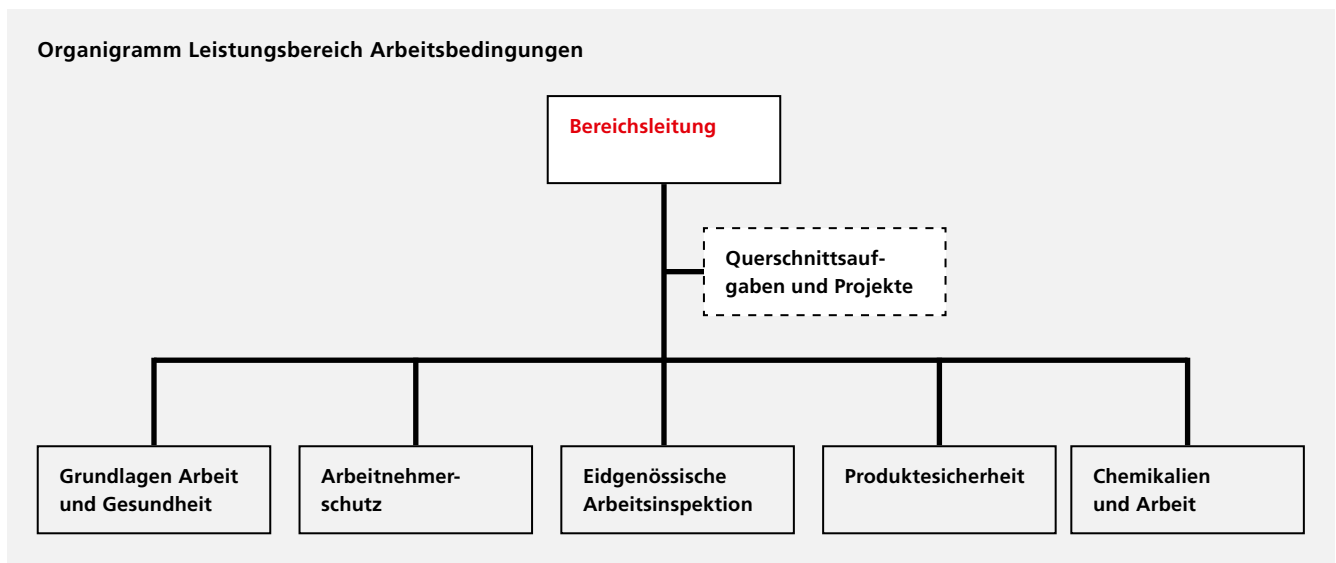 Organigramm Leistungsbereich Arbeitsbedingungen
Bereichsleitung
Querschnittsauf-
gaben und Projekte
Grundlagen Arbeit
und Gesundheit
Arbeitnehmer-
schutz
Eidgenössische
Arbeitsinspektion
Produktesicherheit
Chemikalien
und Arbeit